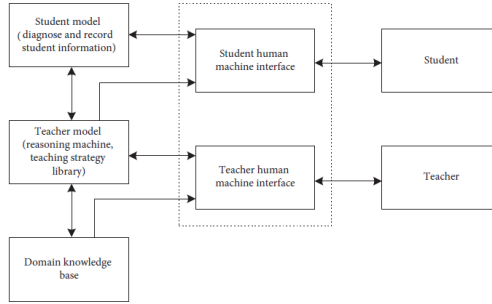 Student model
( diagnose and record
student information)
Student human
machine interface
Student
Teacher model
(reasoning machine,
teaching strategy
library)
Teacher human
machine interface
Teacher
Domain knowledge
base